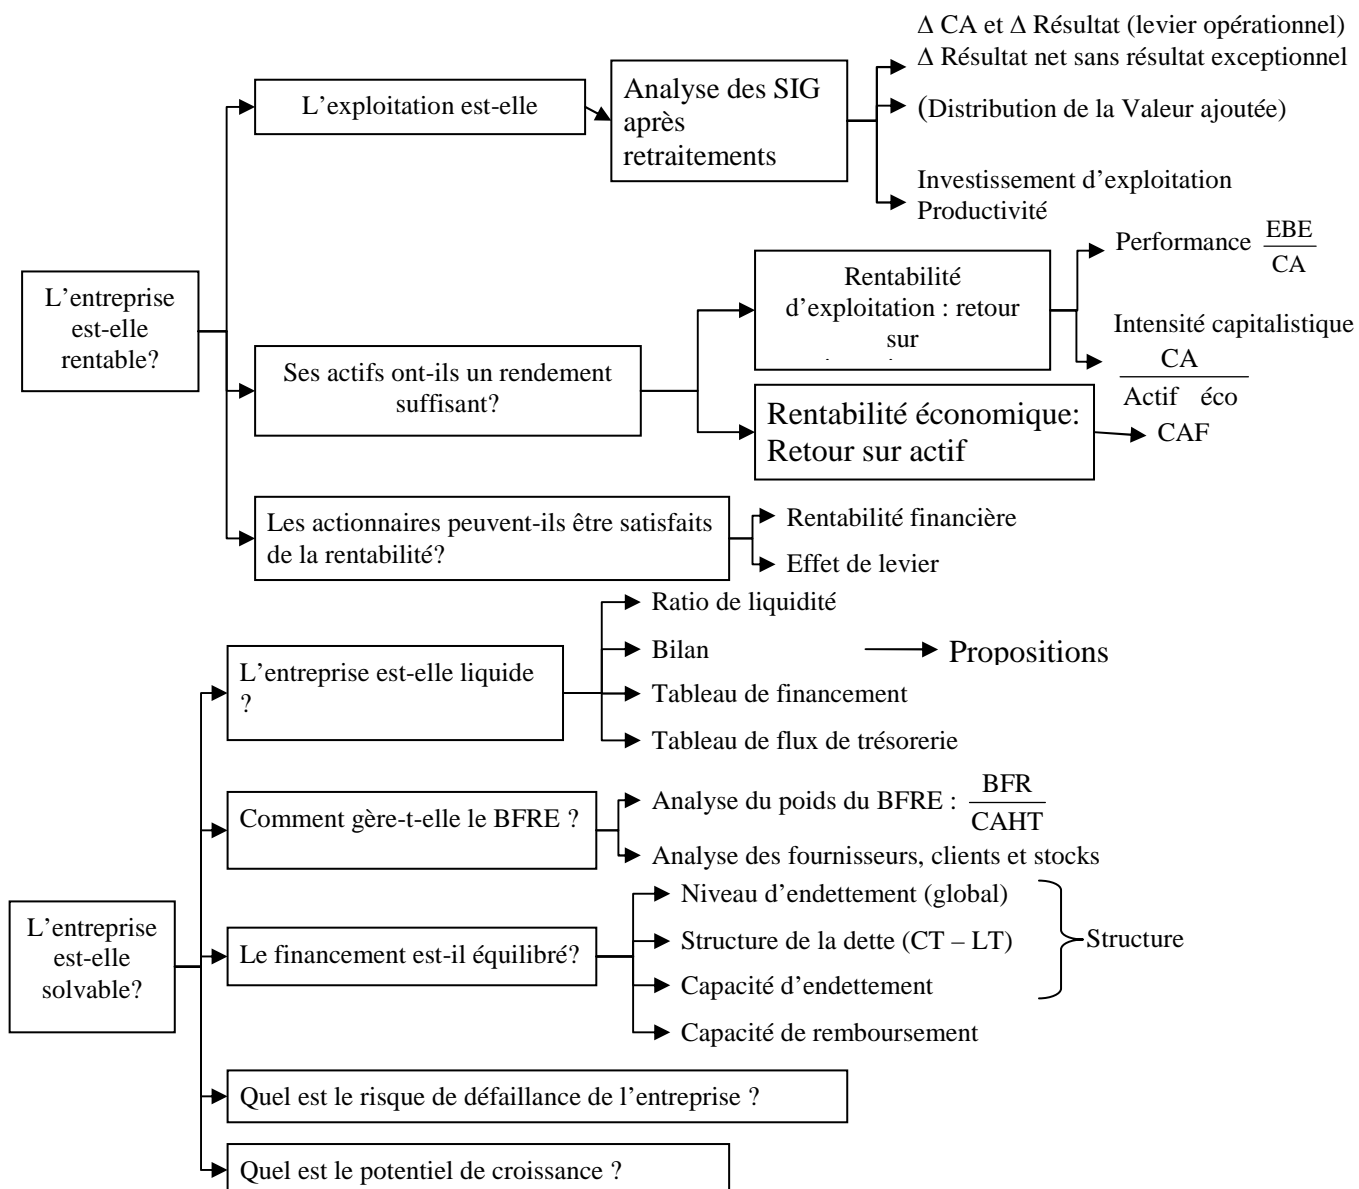 L’entreprise
est-elle
rentable?
L’exploitation est-elle
Analyse des SIG
après
retraitements
Δ CA et Δ Résultat (levier opérationnel)
Δ Résultat net sans résultat exceptionnel
(Distribution de la Valeur ajoutée)
Investissement d’exploitation
Productivité
Ses actifs ont-ils un rendement
suffisant?
Rentabilité
d’exploitation : retour
sur
Performance EBE
CA
Intensité capitalistique
CA
Actif éco
Rentabilité économique:
Retour sur actif
CAF
Les actionnaires peuvent-ils être satisfaits
de la rentabilité?
Rentabilité financière
Effet de levier
L’entreprise
est-elle
solvable?
L’entreprise est-elle liquide
?
Ratio de liquidité
Bilan
Propositions
Tableau de financement
Tableau de flux de trésorerie
Comment gère-t-elle le BFRE ?
Analyse du poids du BFRE : BFR
CAHT
Analyse des fournisseurs, clients et stocks
Le financement est-il équilibré?
Niveau d’endettement (global)
Structure de la dette (CT – LT)
Capacité d’endettement
Structure
Capacité de remboursement
Quel est le risque de défaillance de l’entreprise ?
Quel est le potentiel de croissance ?